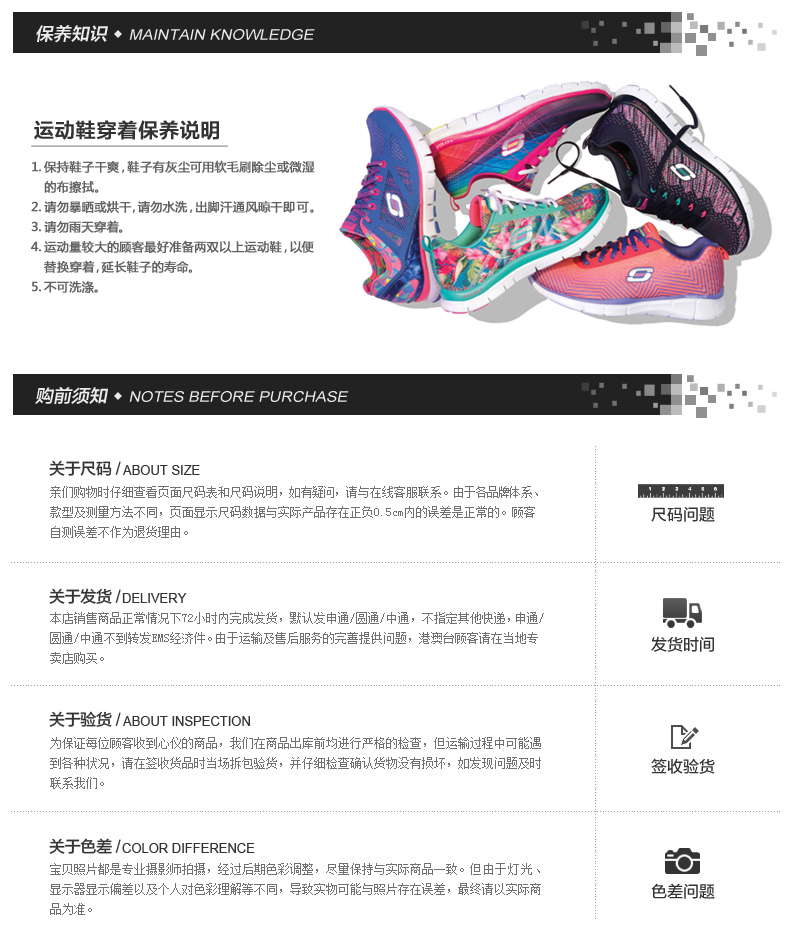 保养知识 ◆ MAINTAIN KNOWLEDGE
运动鞋穿着保养说明
1. 保持鞋子干爽，鞋子有灰尘可用软毛刷除尘或微湿
的布擦拭。
2. 请勿暴晒或烘干，请勿水洗，出脚汗通风晾干即可。
3. 请勿雨天穿着。
4. 运动量较大的顾客最好准备两双以上运动鞋，以便
替换穿着，延长鞋子的寿命。
5. 不可洗涤。
购前须知 ◆ NOTES BEFORE PURCHASE
关于尺码 / ABOUT SIZE
亲们购物时仔细查看页面尺码表和尺码说明，如有疑问，请与在线客服联系。由于各品牌体系、
款型及测量方法不同，页面显示尺码数据与实际产品存在正负0.5cm内的误差是正常的。顾客
自测误差不作为退货理由。
1 2 3 4 5 6
尺码问题
关于发货 / DELIVERY
本店销售商品正常情况下72小时内完成发货，默认发申通/圆通/中通，不指定其他快递，申通/
圆通/中通不到转发EMS经济件。由于运输及售后服务的完善提供问题，港澳台顾客请在当地专
卖店购买。
发货时间
关于验货 / ABOUT INSPECTION
为保证每位顾客收到心仪的商品，我们在商品出库前均进行严格的检查，但运输过程中可能遇
到各种状况，请在签收货品时当场拆包验货，并仔细检查确认货物没有损坏，如发现问题及时
联系我们。
签收验货
关于色差 / COLOR DIFFERENCE
宝贝照片都是专业摄影师拍摄，经过后期色彩调整，尽量保持与实际商品一致。但由于灯光、
显示器显示偏差以及个人对色彩理解等不同，导致实物可能与照片存在误差，最终请以实际商
品为准。
色差问题